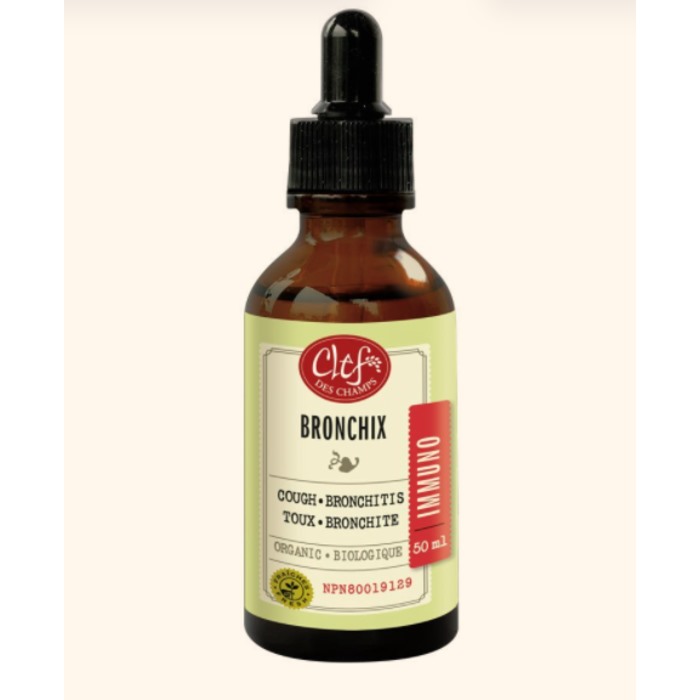 Clef
DES CHAMPS
BRONCHIX
COUGH • BRONCHITIS
TOUX • BRONCHITE
ORGANIC • BIOLOGIQUE
NPN80019129
IMMUNO
50 ml